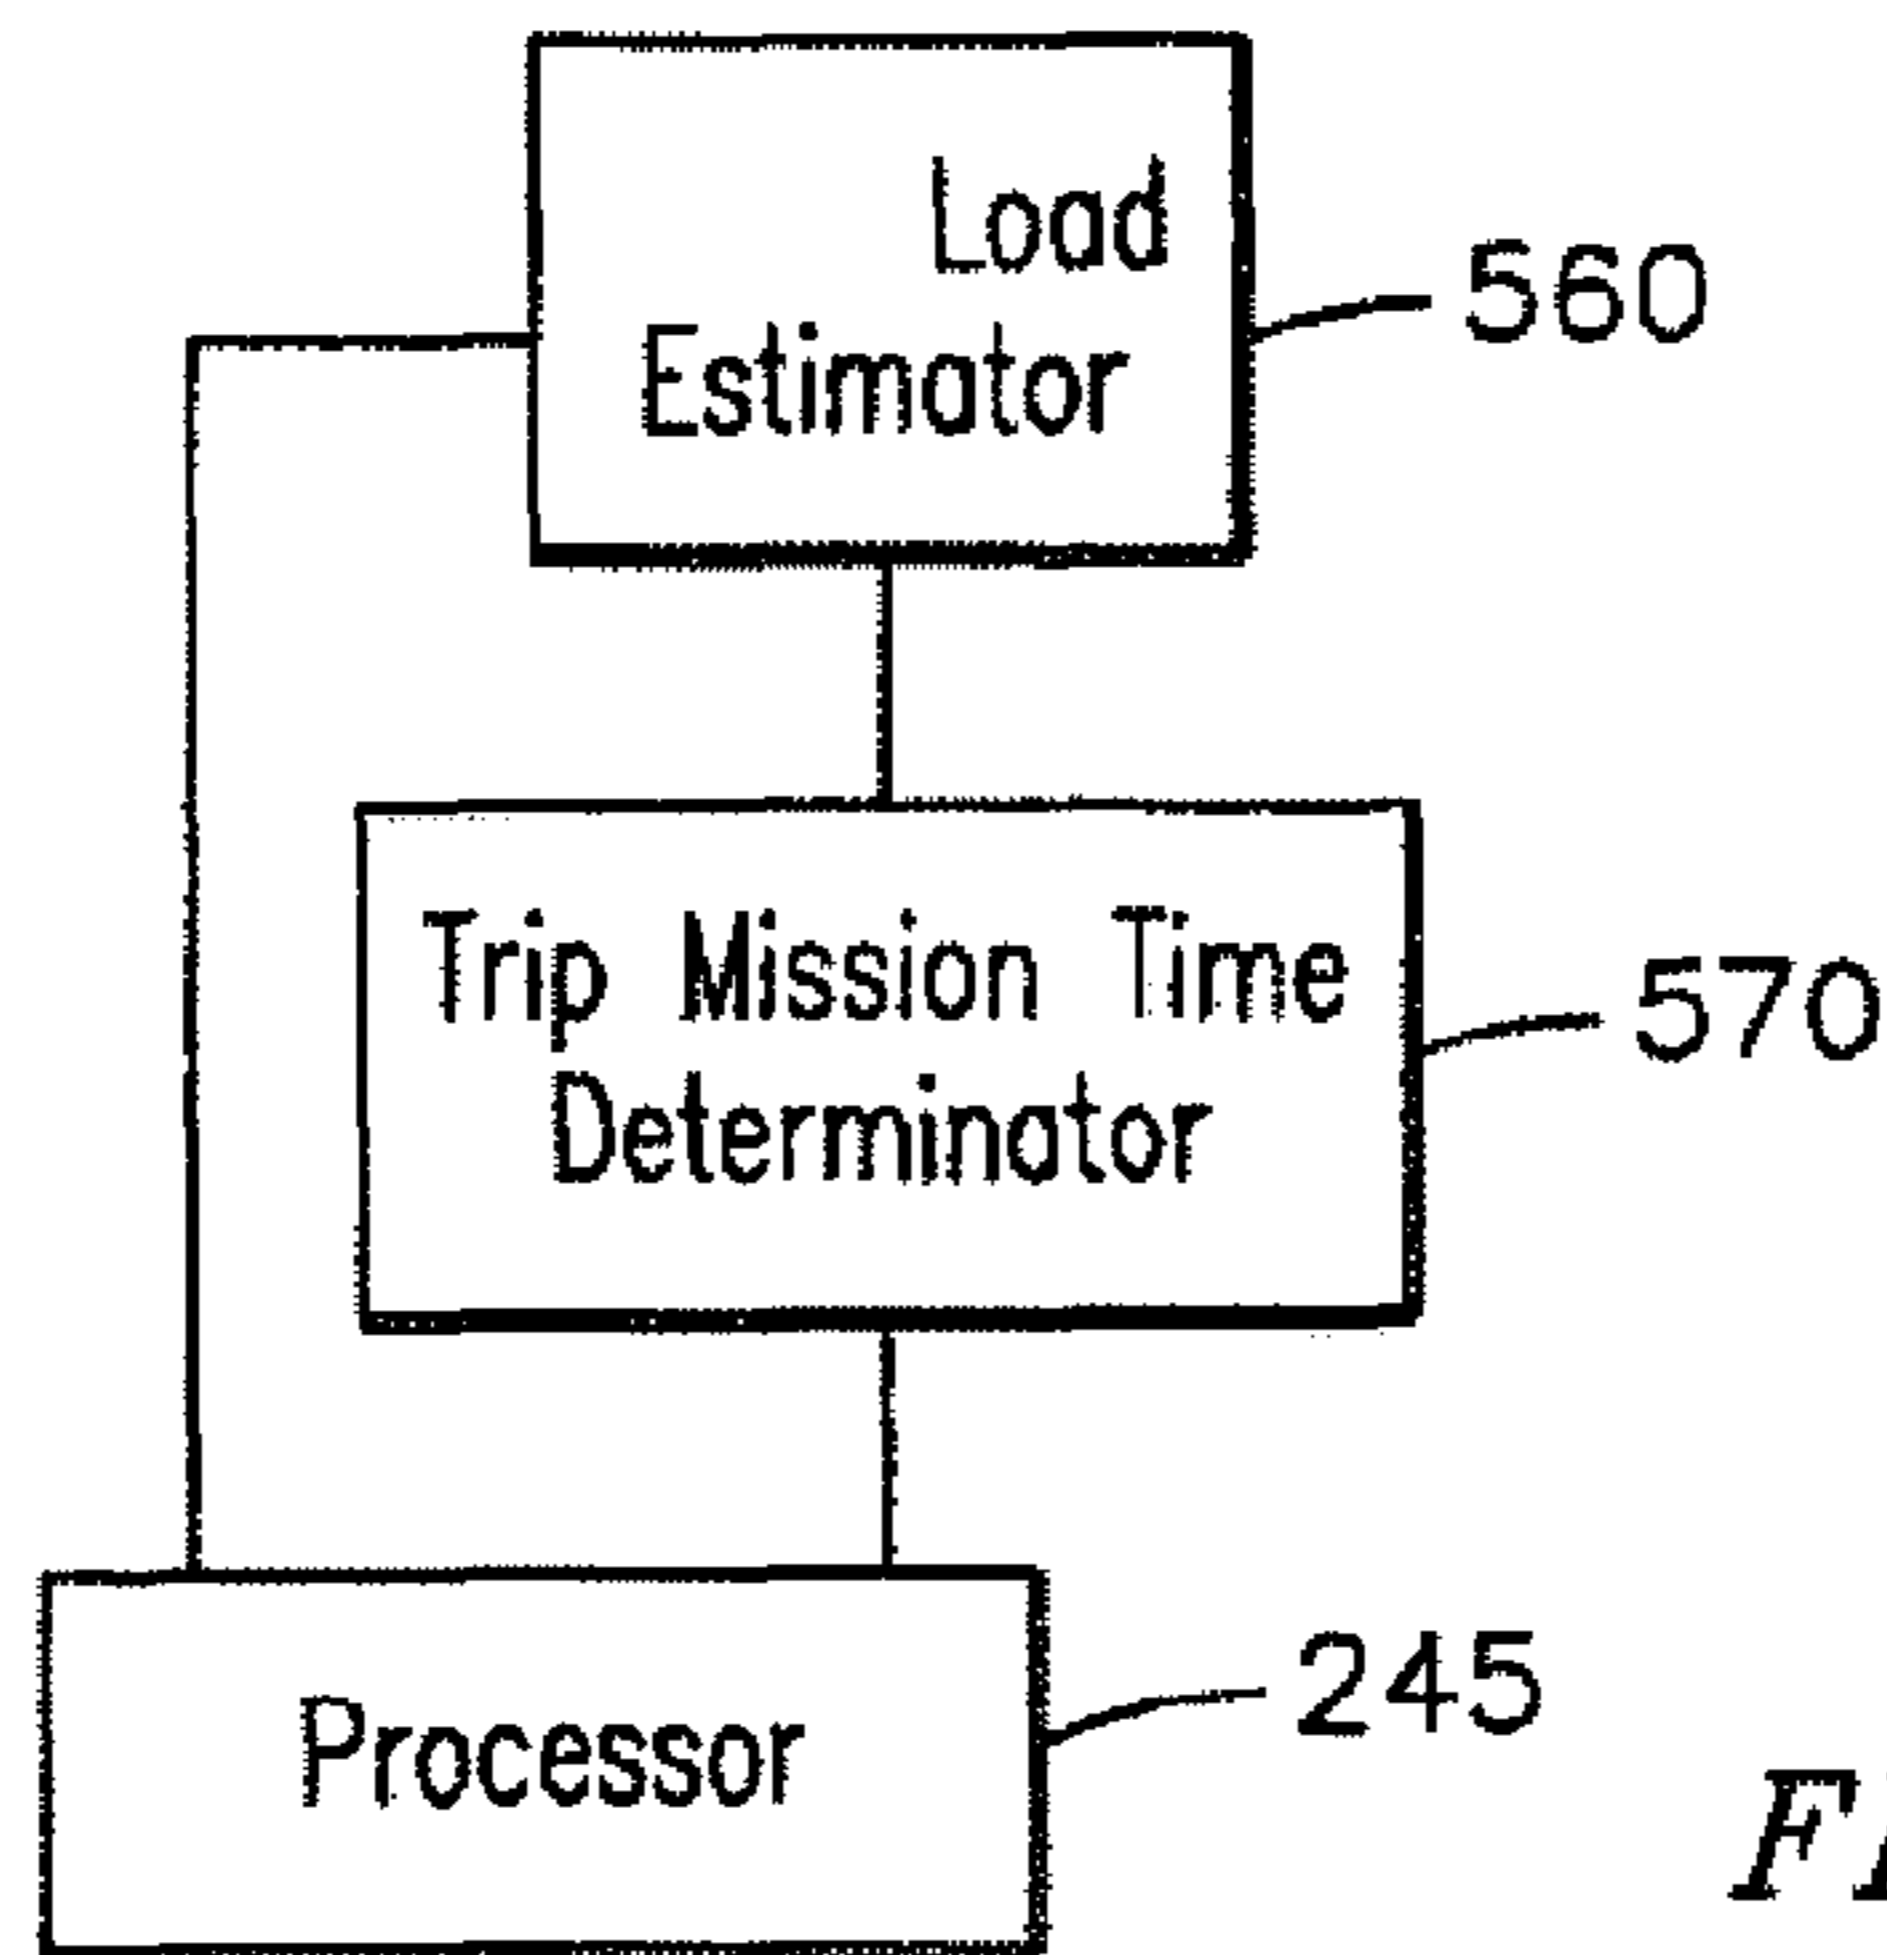 Load
Estimator
560
Trip Mission Time
Determinator
570
Processor
245